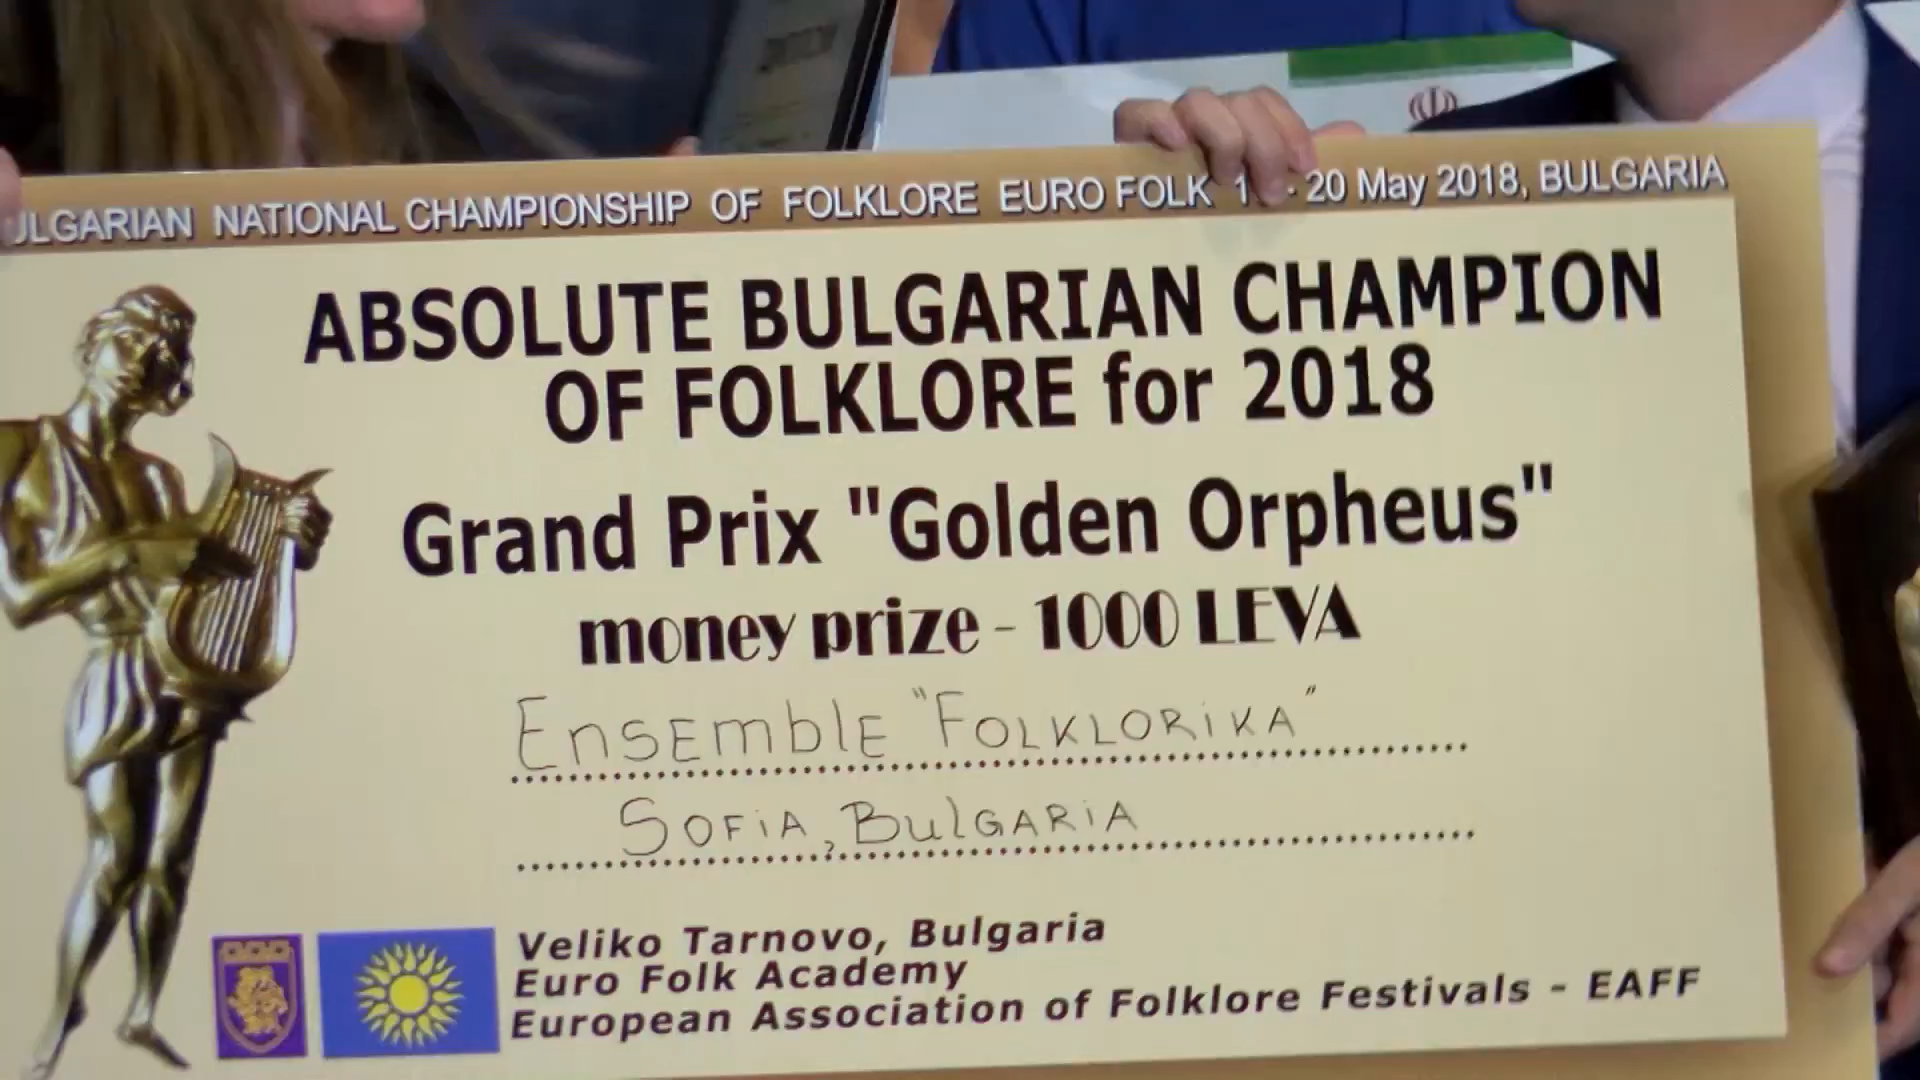 NATIONAL CHAMPIONSHIP OF FOLKLORE EURO FOLK 20 May 2018, BULGARIA
ABSOLUTE BULGARIAN CHAMPION
OF FOLKLORE for 2018
Grand Prix "Golden Orpheus"
money prize - 1000 LEVA
Ensemble "Folklorika"
Sofia, Bulgaria
Veliko Tarnovo, Bulgaria
Euro Folk Academy
European Association of Folklore Festivals - EAFF